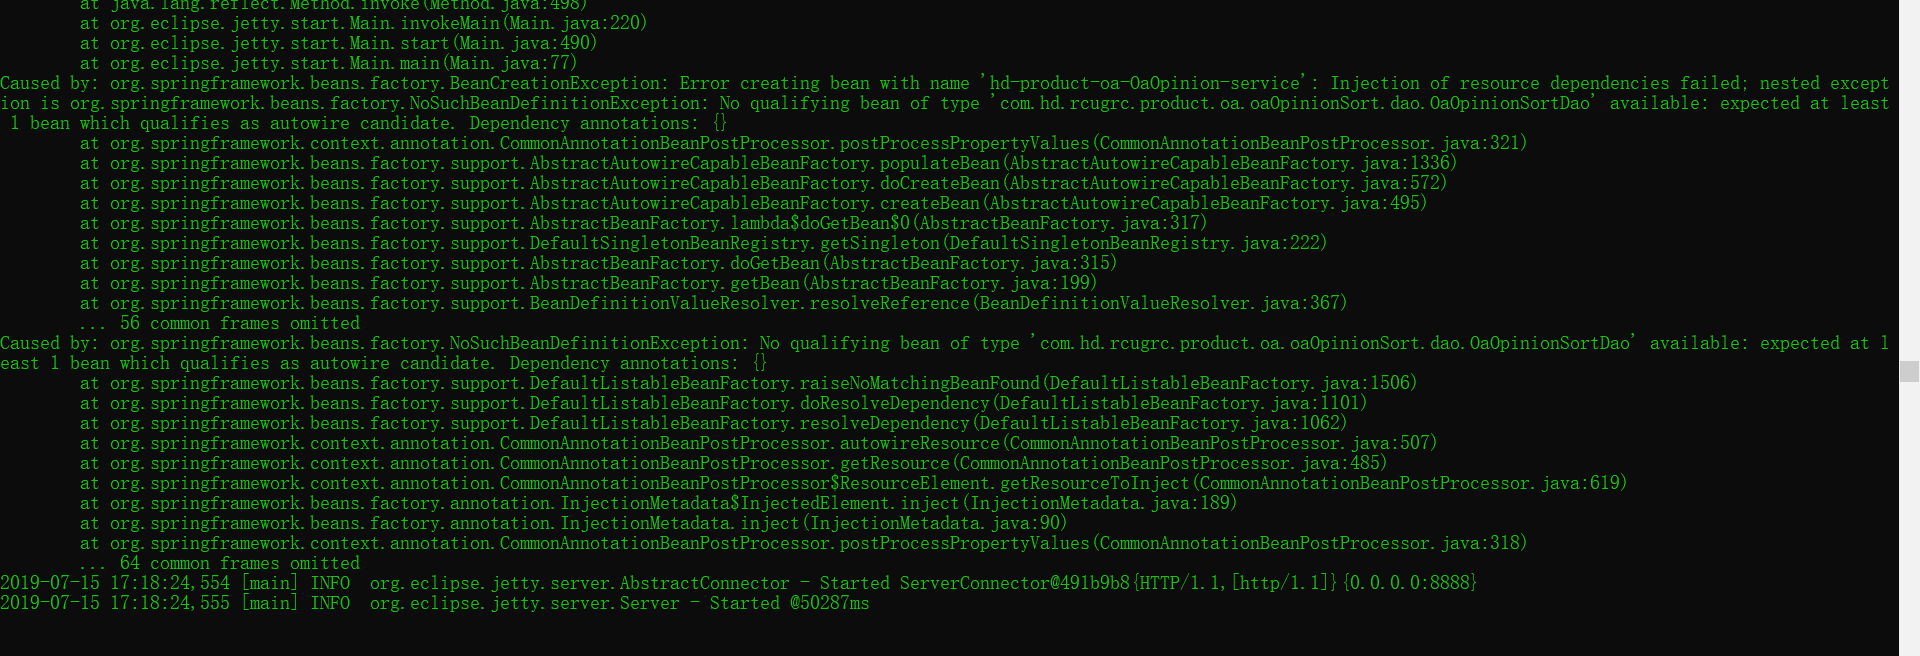 at java.lang.reflect.Method.invoke(Method.java:498)
at org.eclipse.jetty.start.Main.invokeMain(Main.java:220)
at org.eclipse.jetty.start.Main.start(Main.java:490)
at org.eclipse.jetty.start.Main.main(Main.java:77)
Caused by: org.springframework.beans.factory.BeanCreationException: Error creating bean with name 'hd-product-oa-OaOpinion-service': Injection of resource dependencies failed; nested except
ion is org.springframework.beans.factory.NoSuchBeanDefinitionException: No qualifying bean of type 'com.hd.rcugrc.product.oa.oaOpinionSort.dao.OaOpinionSortDao' available: expected at least
1 bean which qualifies as autowire candidate. Dependency annotations: {}
at org.springframework.context.annotation.CommonAnnotationBeanPostProcessor.postProcessPropertyValues(CommonAnnotationBeanPostProcessor.java:321)
at org.springframework.beans.factory.support.AbstractAutowireCapableBeanFactory.populateBean(AbstractAutowireCapableBeanFactory.java:1336)
at org.springframework.beans.factory.support.AbstractAutowireCapableBeanFactory.doCreateBean(AbstractAutowireCapableBeanFactory.java:572)
at org.springframework.beans.factory.support.AbstractAutowireCapableBeanFactory.createBean(AbstractAutowireCapableBeanFactory.java:495)
at org.springframework.beans.factory.support.AbstractBeanFactory.lambda$doGetBean$0(AbstractBeanFactory.java:317)
at org.springframework.beans.factory.support.DefaultSingletonBeanRegistry.getSingleton(DefaultSingletonBeanRegistry.java:222)
at org.springframework.beans.factory.support.AbstractBeanFactory.doGetBean(AbstractBeanFactory.java:315)
at org.springframework.beans.factory.support.AbstractBeanFactory.getBean(AbstractBeanFactory.java:199)
at org.springframework.beans.factory.support.BeanDefinitionValueResolver.resolveReference(BeanDefinitionValueResolver.java:367)
... 56 common frames omitted
Caused by: org.springframework.beans.factory.NoSuchBeanDefinitionException: No qualifying bean of type 'com.hd.rcugrc.product.oa.oaOpinionSort.dao.OaOpinionSortDao' available: expected at l
east 1 bean which qualifies as autowire candidate. Dependency annotations: {}
at org.springframework.beans.factory.support.DefaultListableBeanFactory.raiseNoMatchingBeanFound(DefaultListableBeanFactory.java:1506)
at org.springframework.beans.factory.support.DefaultListableBeanFactory.doResolveDependency(DefaultListableBeanFactory.java:1101)
at org.springframework.beans.factory.support.DefaultListableBeanFactory.resolveDependency(DefaultListableBeanFactory.java:1062)
at org.springframework.context.annotation.CommonAnnotationBeanPostProcessor.autowireResource(CommonAnnotationBeanPostProcessor.java:507)
at org.springframework.context.annotation.CommonAnnotationBeanPostProcessor.getResource(CommonAnnotationBeanPostProcessor.java:485)
at org.springframework.context.annotation.CommonAnnotationBeanPostProcessor$ResourceElement.getResourceToInject(CommonAnnotationBeanPostProcessor.java:619)
at org.springframework.beans.factory.annotation.InjectionMetadata$InjectedElement.inject(InjectionMetadata.java:189)
at org.springframework.beans.factory.annotation.InjectionMetadata.inject(InjectionMetadata.java:90)
at org.springframework.context.annotation.CommonAnnotationBeanPostProcessor.postProcessPropertyValues(CommonAnnotationBeanPostProcessor.java:318)
... 64 common frames omitted
2019-07-15 17:18:24,554 [main] INFO  org.eclipse.jetty.server.AbstractConnector - Started ServerConnector@491b9b8{HTTP/1.1,[http/1.1]}{0.0.0.0:8888}
2019-07-15 17:18:24,555 [main] INFO  org.eclipse.jetty.server.Server - Started @50287ms